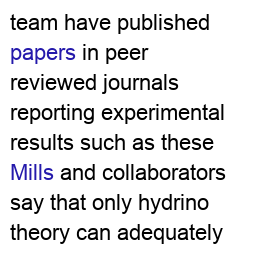 team have published
papers in peer
reviewed journals
reporting experimental
results such as these
Mills and collaborators
say that only hydrino
theory can adequately